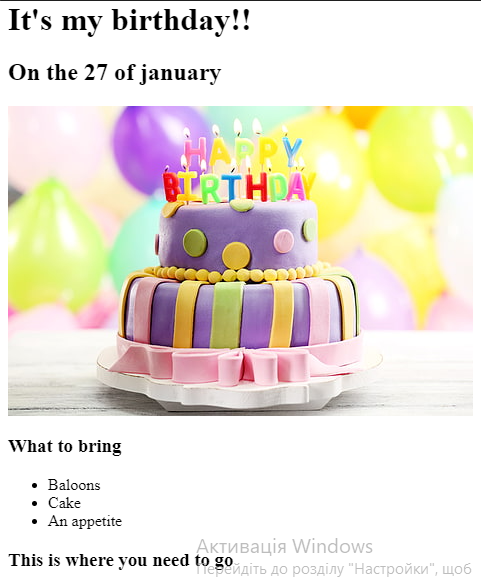 It's my birthday!!
On the 27 of january
HAPPY
BIRTHDAY
What to bring
Baloons
Cake
An appetite
Активація Windows
This is where you need to go
Перейдіть до розділу "Настройки", щоб